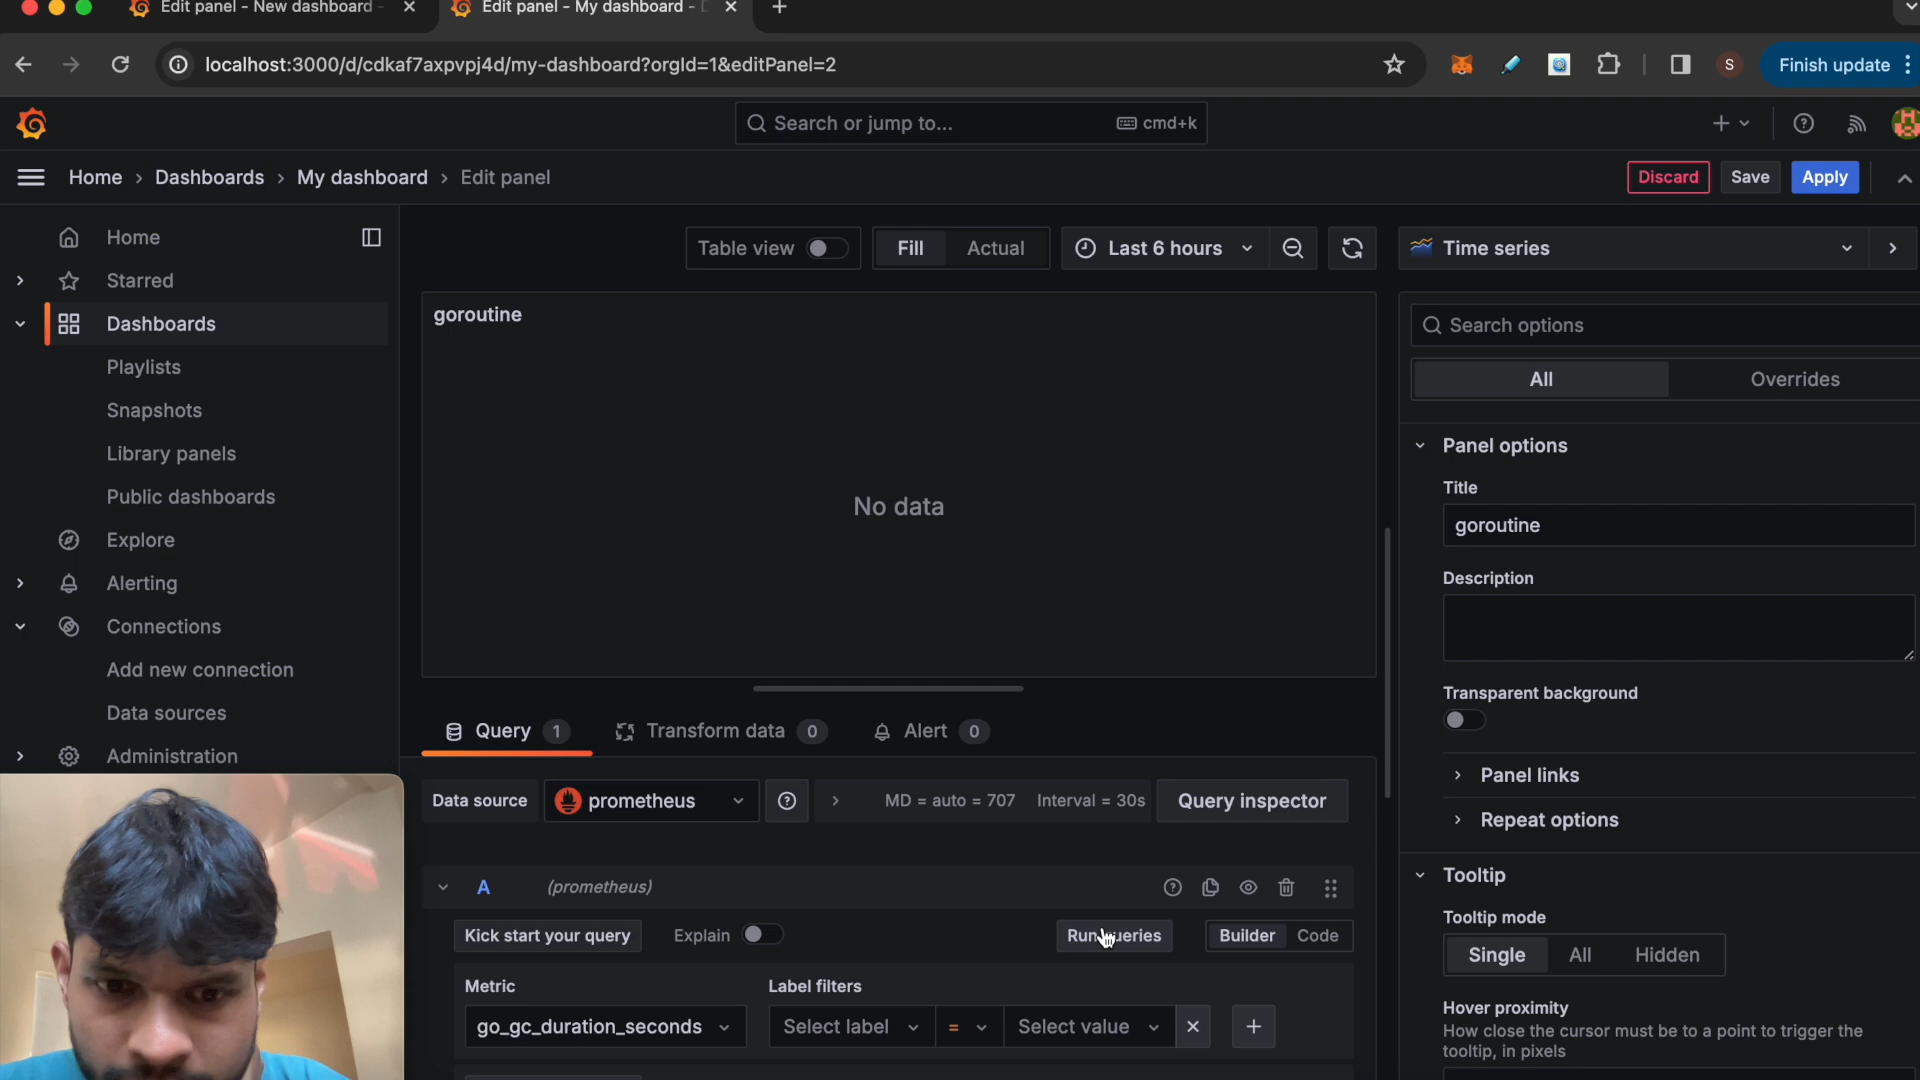 Edit panel - New dashboard -
Edit panel - My dashboard -
localhost:3000/d/cdkaf7axpvpj4d/my-dashboard?orgId=1&editPanel=2
S
Finish update
Search or jump to...
cmd+k
Home
Dashboards
My dashboard
Edit panel
Discard
Save
Apply
Home
Starred
Dashboards
Playlists
Snapshots
Library panels
Public dashboards
Explore
Alerting
Connections
Add new connection
Data sources
Administration
Table view
Fill
Actual
Last 6 hours
goroutine
No data
Query 1
Transform data 0
Alert 0
Data source
prometheus
MD = auto = 707
Interval = 30s
Query inspector
A
(prometheus)
Kick start your query
Explain
Run queries
Builder
Code
Metric
Label filters
go_gc_duration_seconds
Select label
=
Select value
Time series
Search options
All
Overrides
Panel options
Title
goroutine
Description
Transparent background
Panel links
Repeat options
Tooltip
Tooltip mode
Single
All
Hidden
Hover proximity
How close the cursor must be to a point to trigger the
tooltip, in pixels